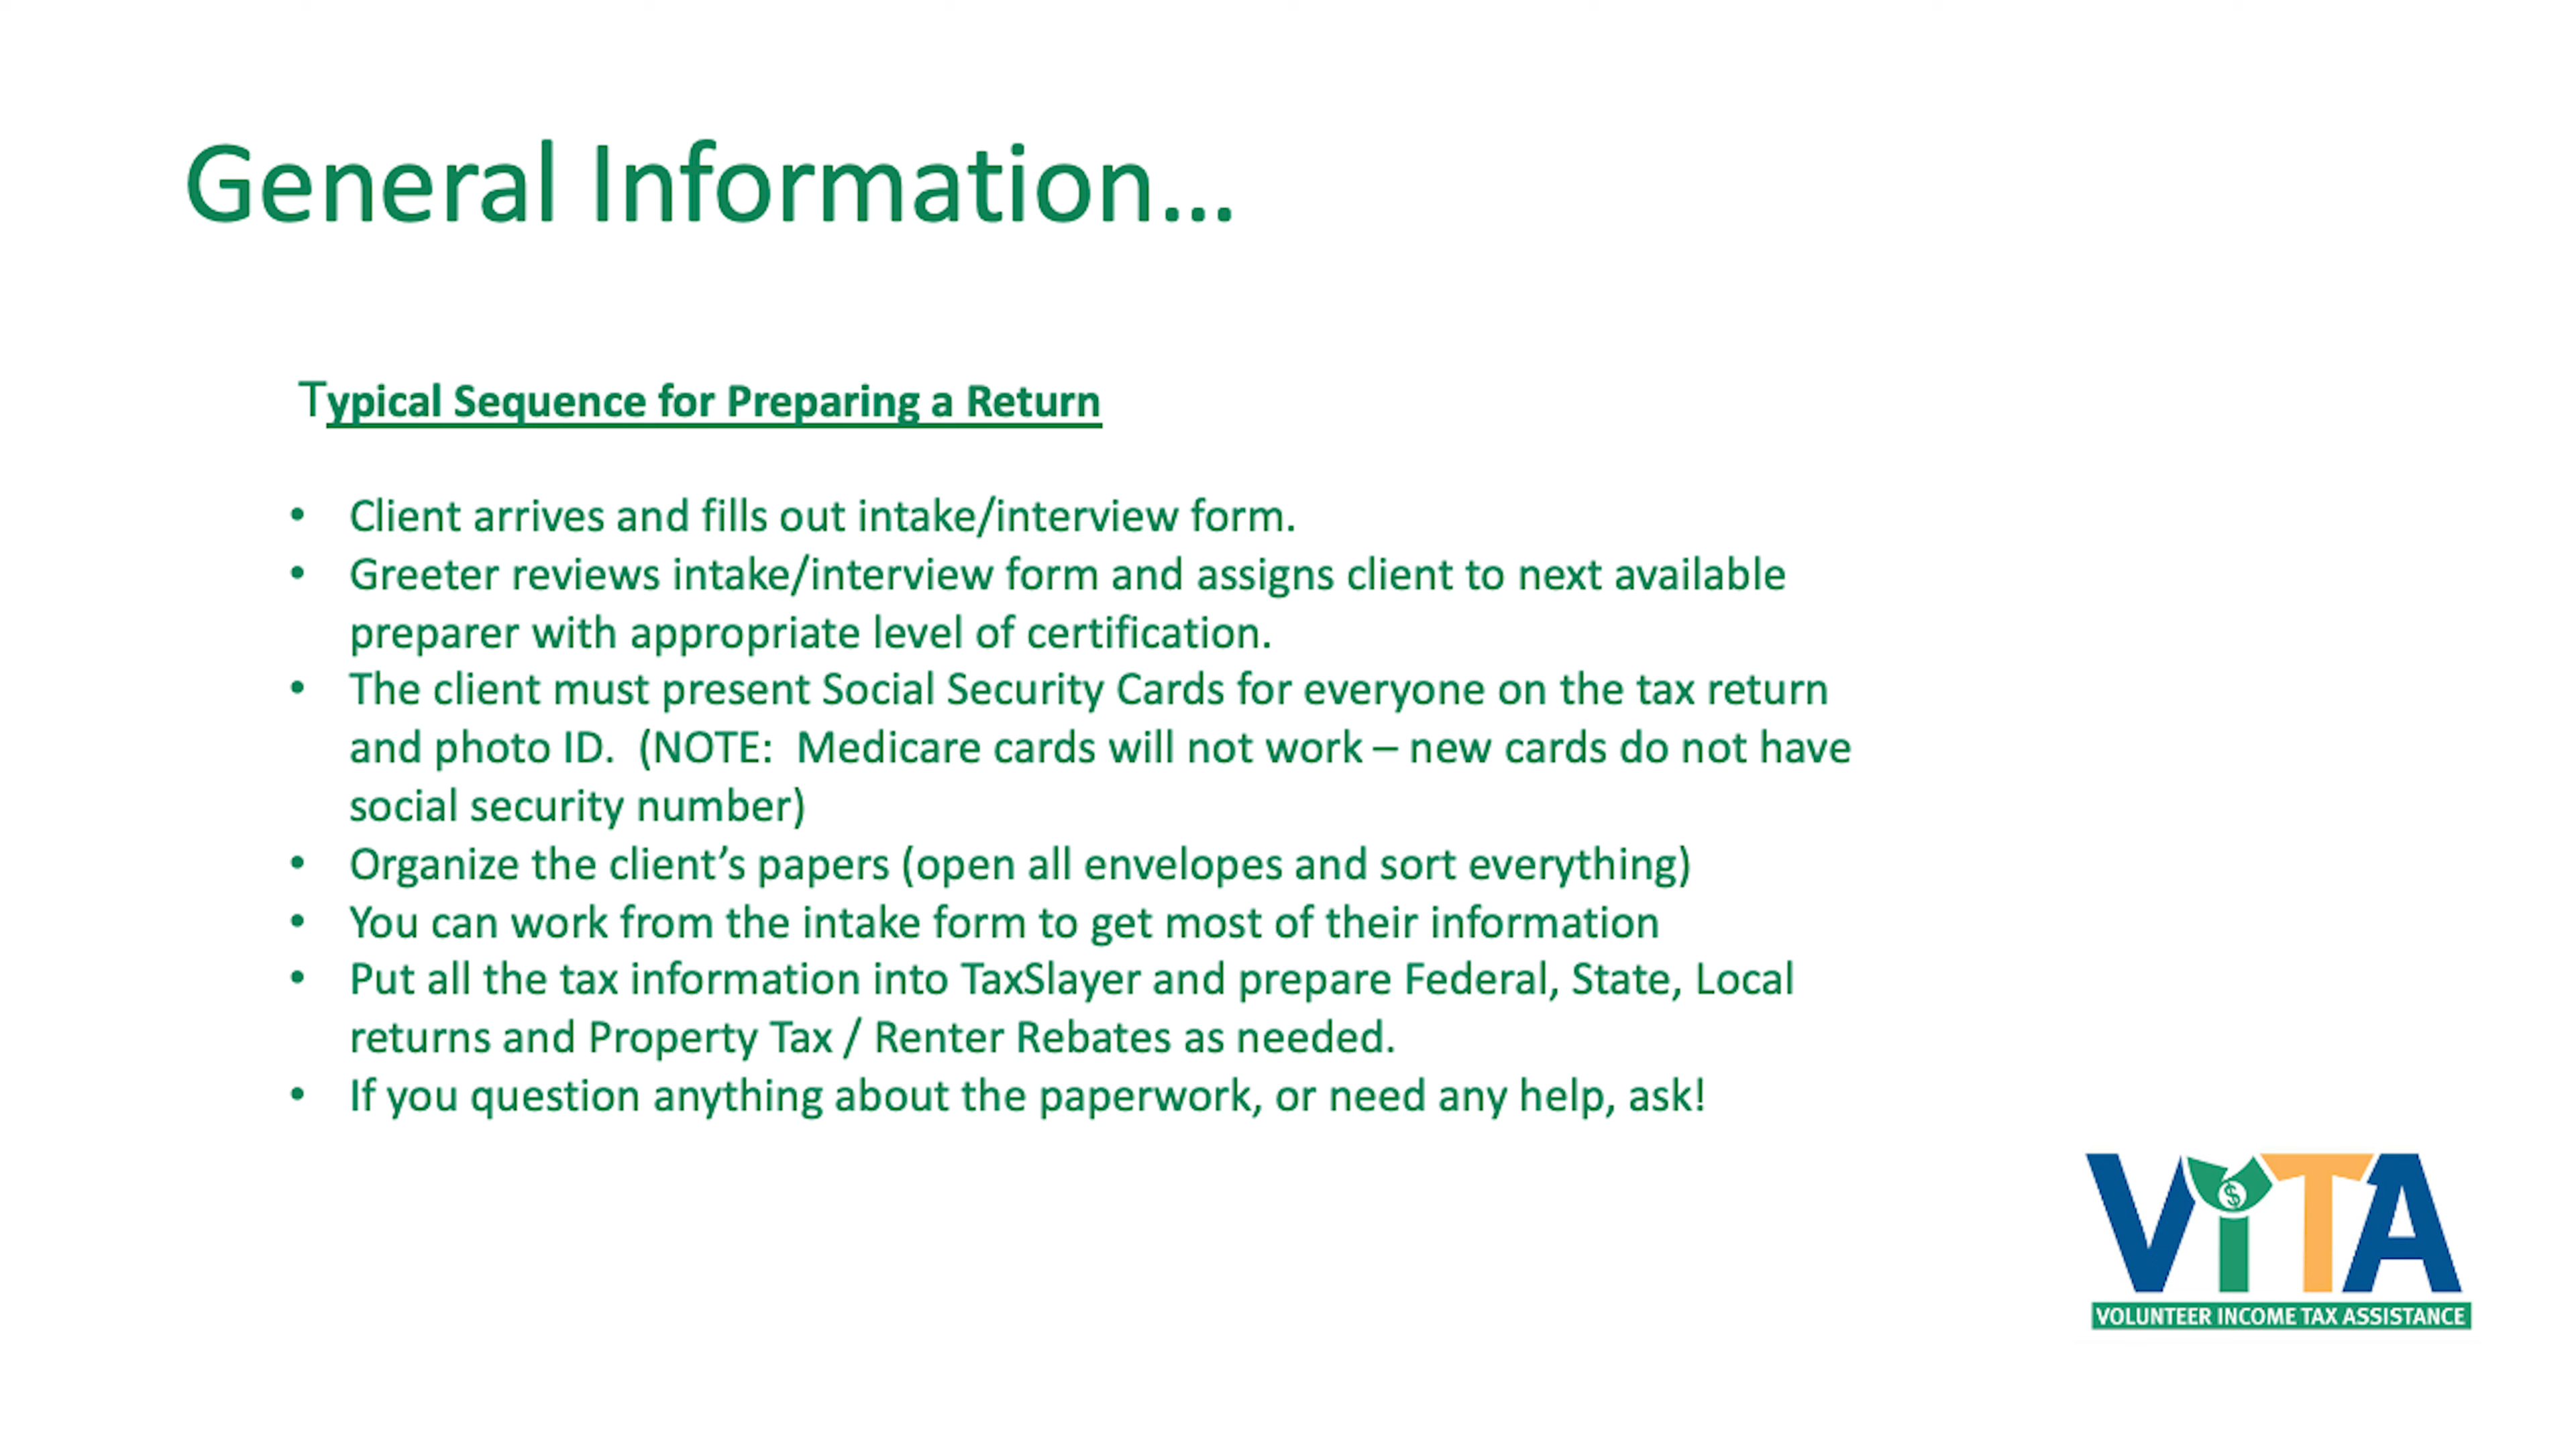 General Information...
Typical Sequence for Preparing a Return
• Client arrives and fills out intake/interview form.
• Greeter reviews intake/interview form and assigns client to next available
preparer with appropriate level of certification.
• The client must present Social Security Cards for everyone on the tax return
and photo ID.  (NOTE:  Medicare cards will not work – new cards do not have
social security number)
• Organize the client’s papers (open all envelopes and sort everything)
• You can work from the intake form to get most of their information
• Put all the tax information into TaxSlayer and prepare Federal, State, Local
returns and Property Tax / Renter Rebates as needed.
• If you question anything about the paperwork, or need any help, ask!
ViTA
$
VOLUNTEER INCOME TAX ASSISTANCE